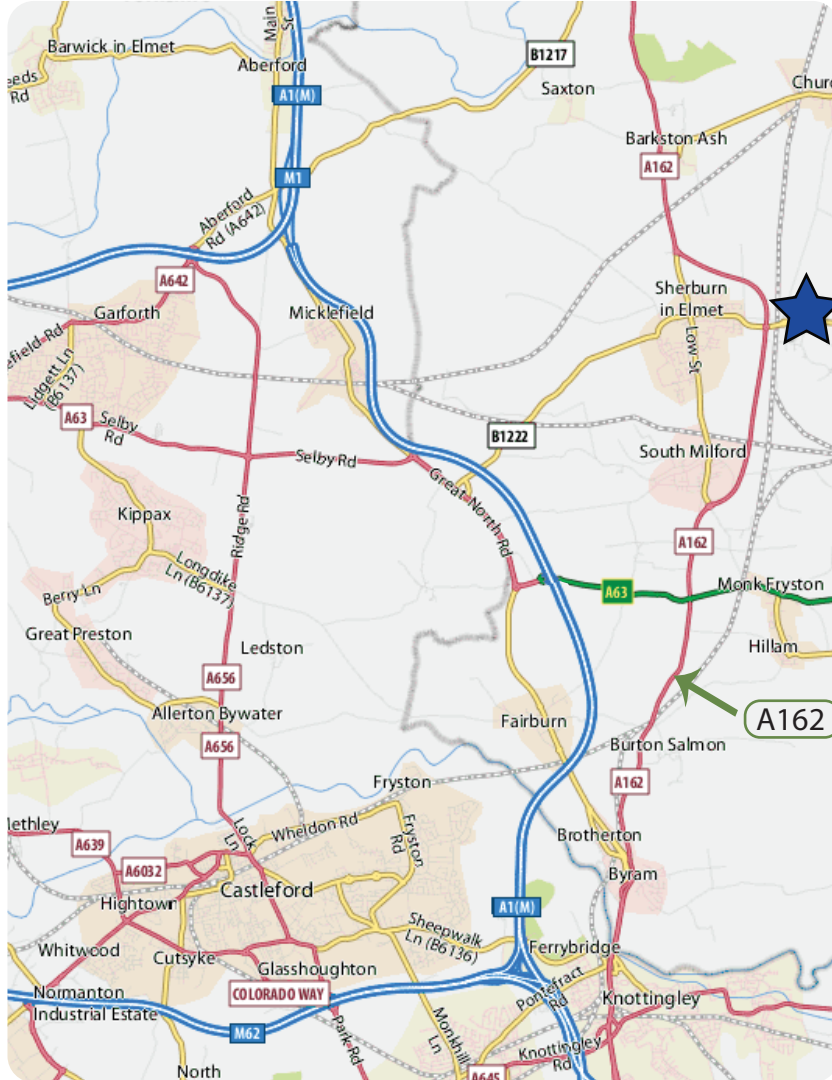 Main
St
Barwick in Elmet
Aberford
B1217
eeds
Rd
A1(M)
Saxton
Churc
Barkston Ash
A162
M1
Aberford
Rd (A642)
A642
Garforth
Micklefield
Sherburn
in Elmet
efield Rd
Lidgett Ln
(B6137)
Low St
A63
Selby
Rd
B1222
Selby Rd
South Milford
Great North Rd
Kippax
Ridge Rd
A162
Longdike
Ln (B6137)
Berry Ln
A63
Monk Fryston
Great Preston
Ledston
Hillam
A656
Allerton Bywater
Fairburn
A162
A656
Burton Salmon
Fryston
A162
Methley
Lock
Ln
Wheldon Rd
Fryston
Rd
A639
Brotherton
A6032
Castleford
Byram
Hightown
A1(M)
Sheepwalk
Ln (B6136)
Whitwood
Cutsyke
Ferrybridge
Glasshoughton
Normanton
Industrial Estate
COLORADO WAY
Pontefract
Rd
Knottingley
M62
Park Rd
Monkhill
Ln
Knottingley
Rd
North
A645